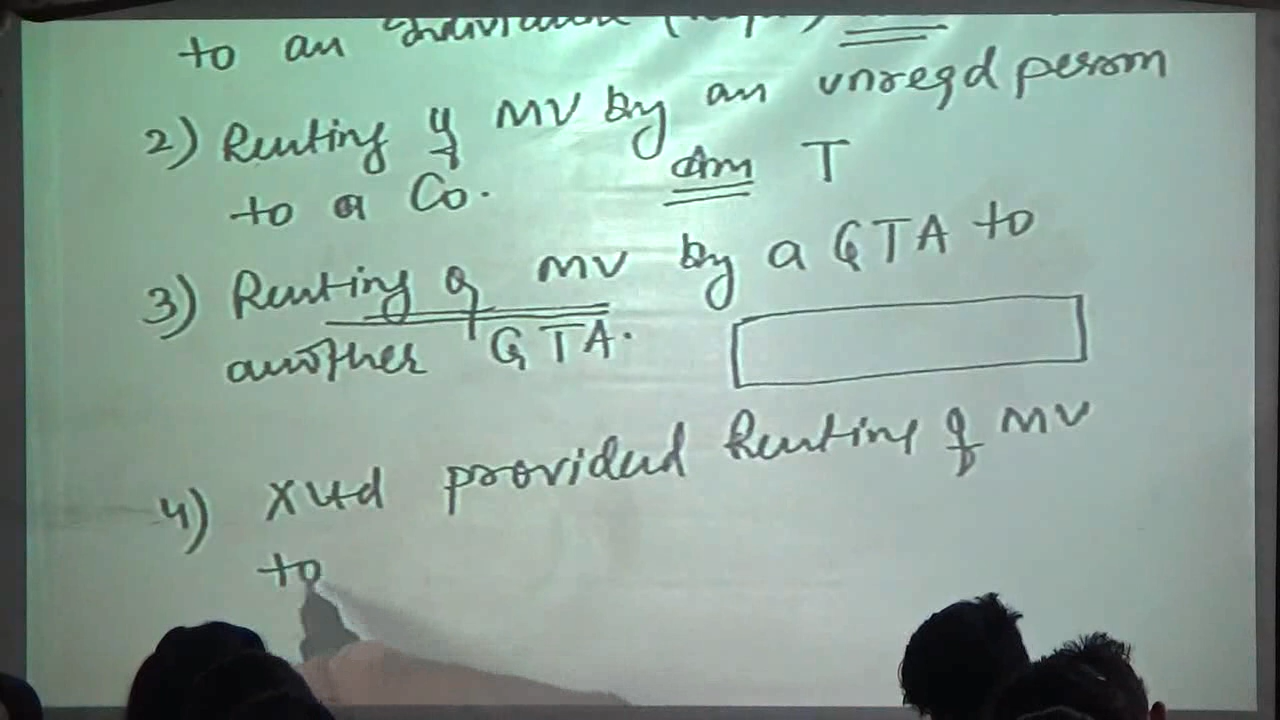 to an Individual
2) Renting of MV by an unregd person
to a Co. T
3) Renting of MV by a GTA to
another GTA.
4) X Ltd provided Renting of MV
to